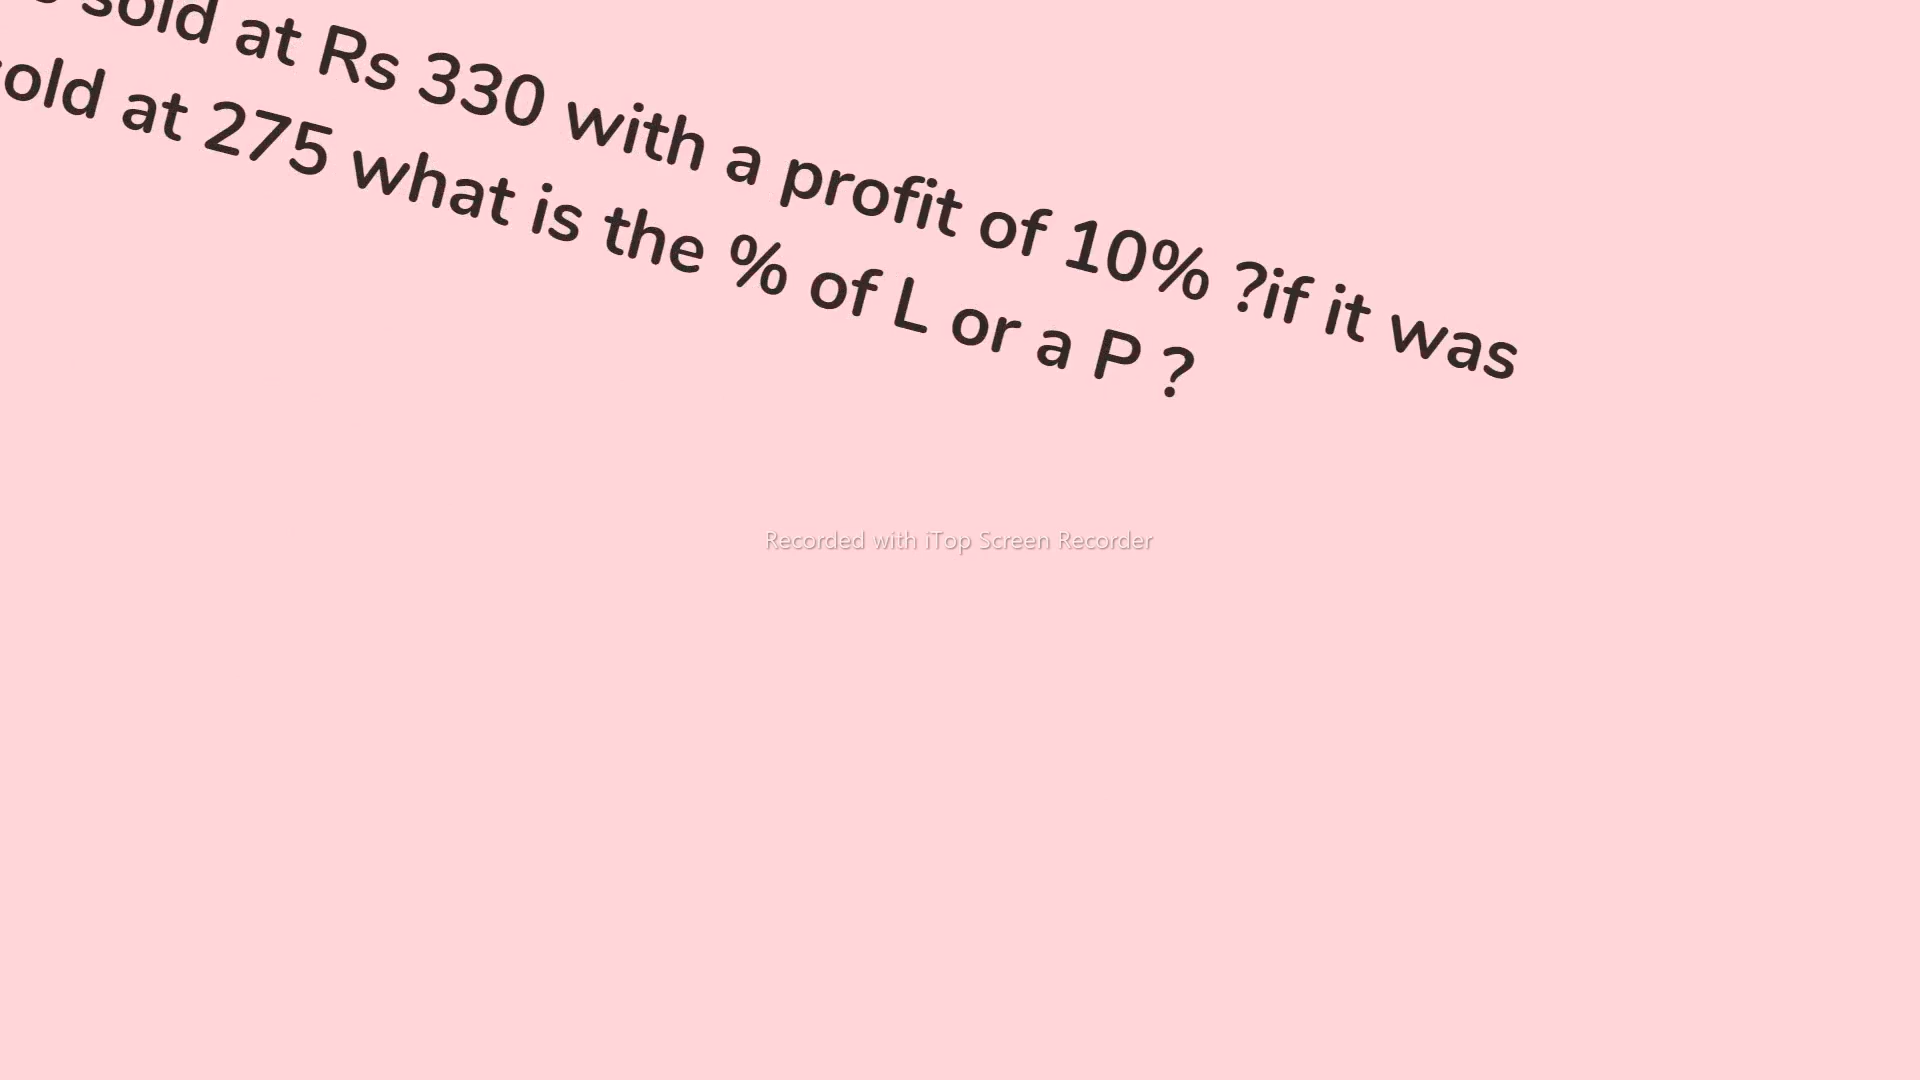 sold at Rs 330 with a profit of 10% ?if it was
old at 275 what is the % of L or a P ?
Recorded with iTop Screen Recorder